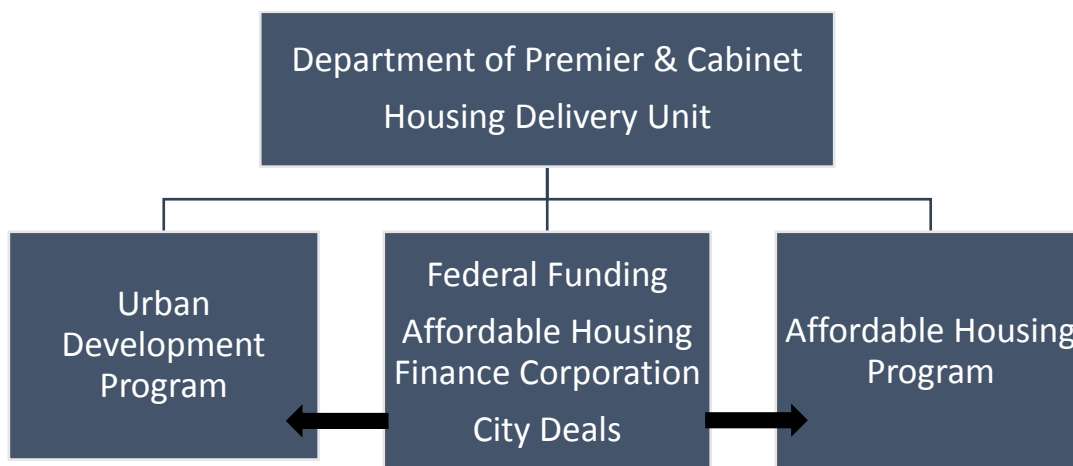 Department of Premier & Cabinet
Housing Delivery Unit
Urban
Development
Program
Federal Funding
Affordable Housing
Finance Corporation
City Deals
Affordable Housing
Program